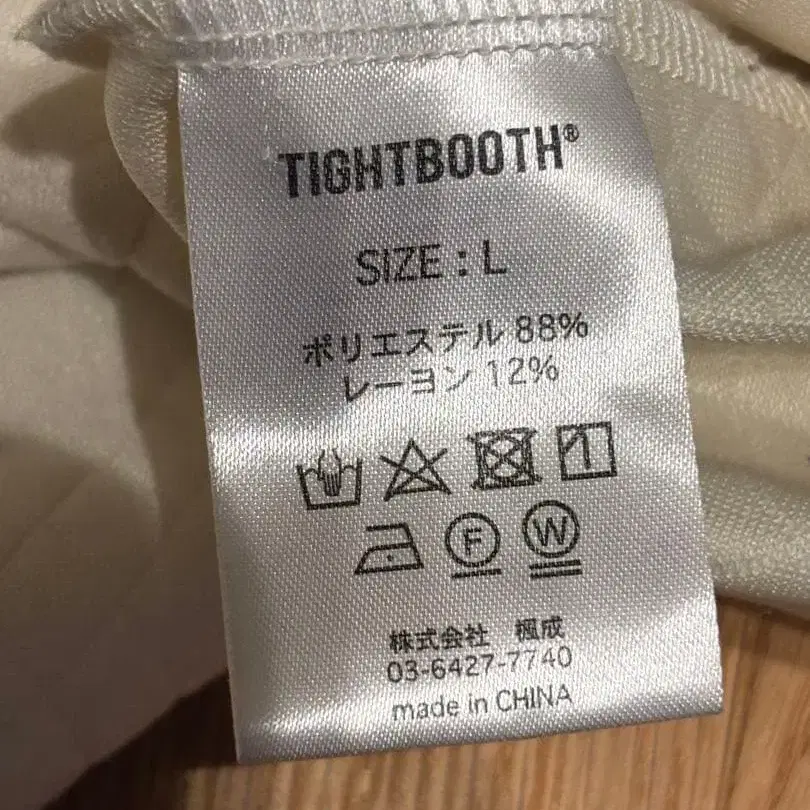 TIGHTBOOTH®
SIZE : L
ポリエステル 88%
レーヨン 12%
F W
株式会社 楓成
03-6427-7740
made in CHINA